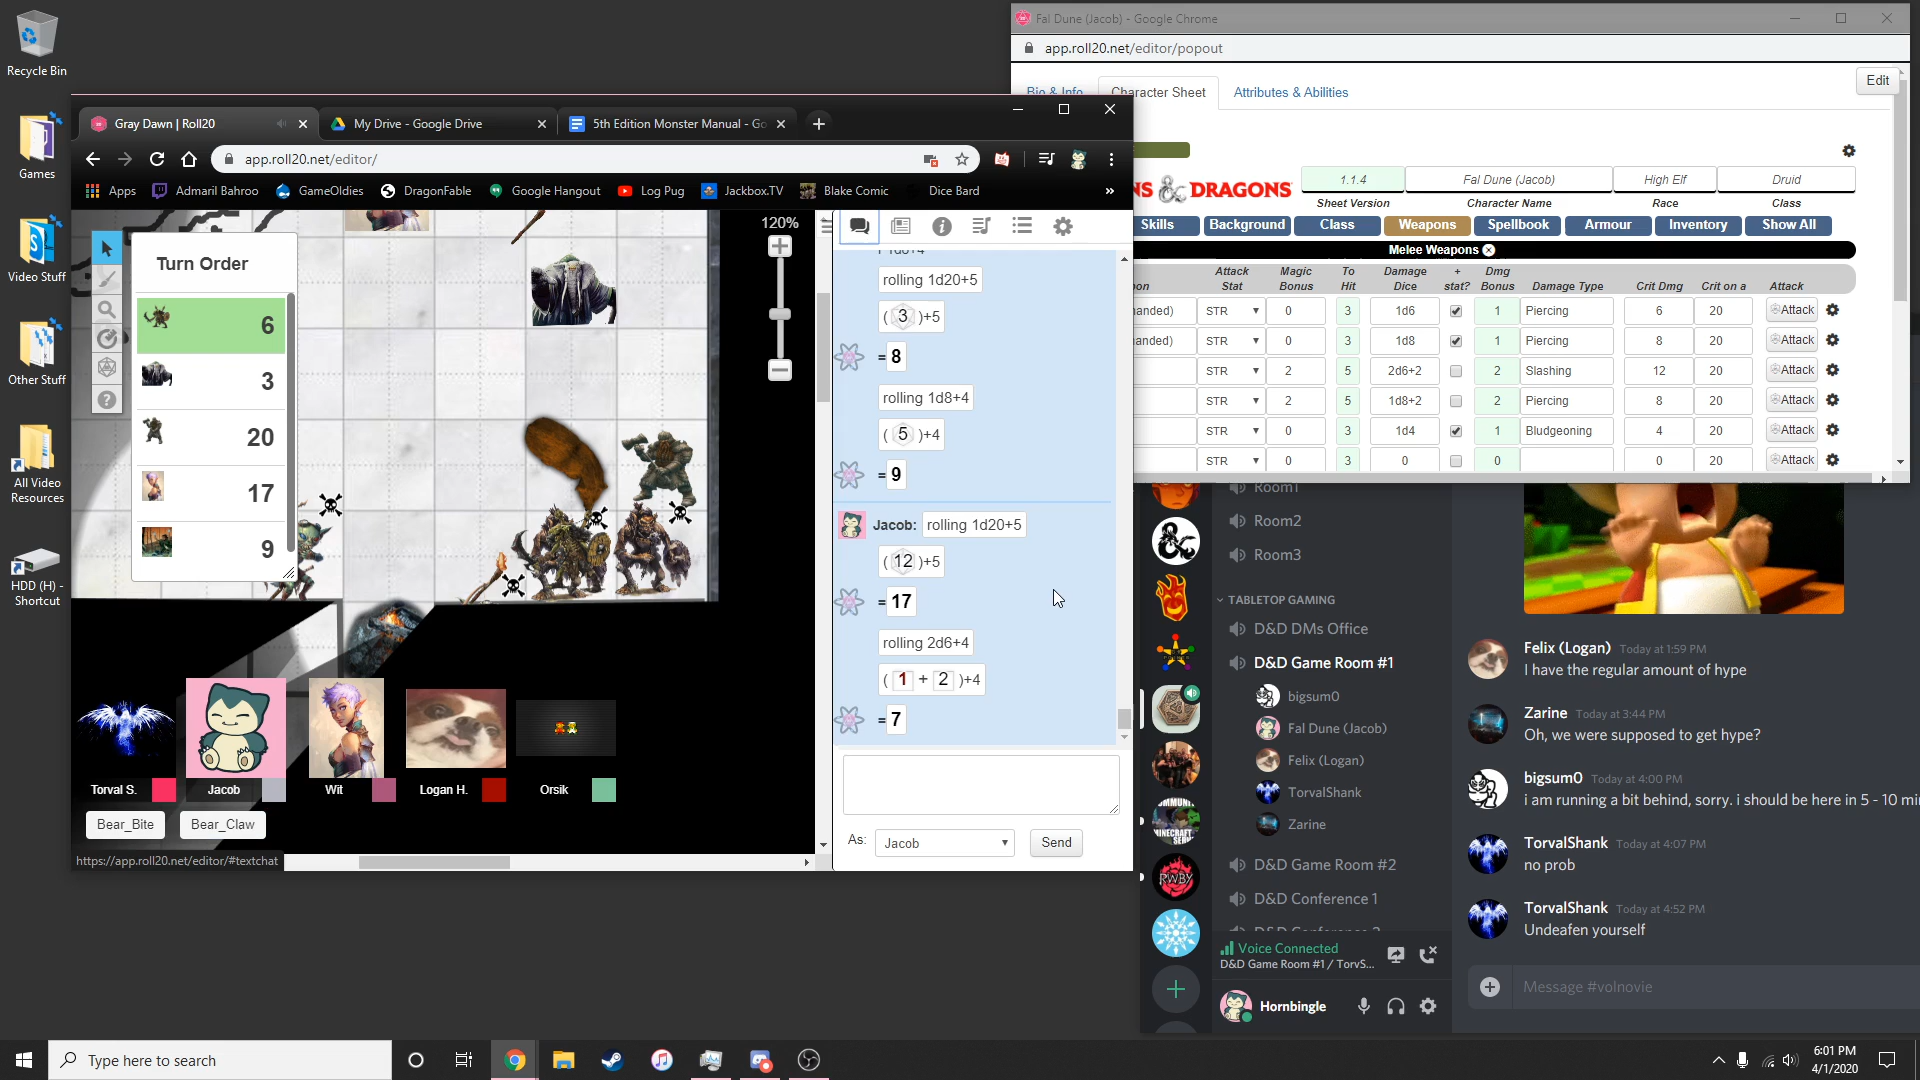 Recycle Bin
Games
Video Stuff
Other Stuff
All Video
Resources
HDD (H) -
Shortcut
Fal Dune (Jacob) - Google Chrome
app.roll20.net/editor/popout
Bio & Info
Character Sheet
Attributes & Abilities
Edit
NS & DRAGONS
1.1.4
Fal Dune (Jacob)
High Elf
Druid
Sheet Version
Character Name
Race
Class
Skills
Background
Class
Weapons
Spellbook
Armour
Inventory
Show All
Melee Weapons
Attack Stat
Magic Bonus
To Hit
Damage Dice
+ stat?
Dmg Bonus
Damage Type
Crit Dmg
Crit on a
Attack
anded) STR 0 3 1d6 1 Piercing 6 20 Attack
anded) STR 0 3 1d8 1 Piercing 8 20 Attack
STR 2 5 2d6+2 2 Slashing 12 20 Attack
STR 2 5 1d8+2 2 Piercing 8 20 Attack
STR 0 3 1d4 1 Bludgeoning 4 20 Attack
STR 0 3 0 0 0 20 Attack
Gray Dawn | Roll20
My Drive - Google Drive
5th Edition Monster Manual - Go
app.roll20.net/editor/
Apps
Admaril Bahroo
GameOldies
DragonFable
Google Hangout
Log Pug
Jackbox.TV
Blake Comic
Dice Bard
»
120%
Turn Order
6
3
20
17
9
rolling 1d20+5
(3)+5
=8
rolling 1d8+4
(5)+4
=9
Jacob: rolling 1d20+5
(12)+5
=17
rolling 2d6+4
(1+2)+4
=7
As: Jacob
Send
Torval S.
Jacob
Wit
Logan H.
Orsik
Bear_Bite
Bear_Claw
https://app.roll20.net/editor/#textchat
Room1
Room2
Room3
TABLETOP GAMING
D&D DMs Office
D&D Game Room #1
bigsum0
Fal Dune (Jacob)
Felix (Logan)
TorvalShank
Zarine
D&D Game Room #2
D&D Conference 1
Voice Connected
D&D Game Room #1 / TorvS...
Hornbingle
RWBY
MINECRAFT
Felix (Logan) Today at 1:59 PM
I have the regular amount of hype
Zarine Today at 3:44 PM
Oh, we were supposed to get hype?
bigsum0 Today at 4:00 PM
i am running a bit behind, sorry. i should be here in 5 - 10 mi
TorvalShank Today at 4:07 PM
no prob
TorvalShank Today at 4:52 PM
Undeafen yourself
Message #volnovie
Type here to search
6:01 PM
4/1/2020